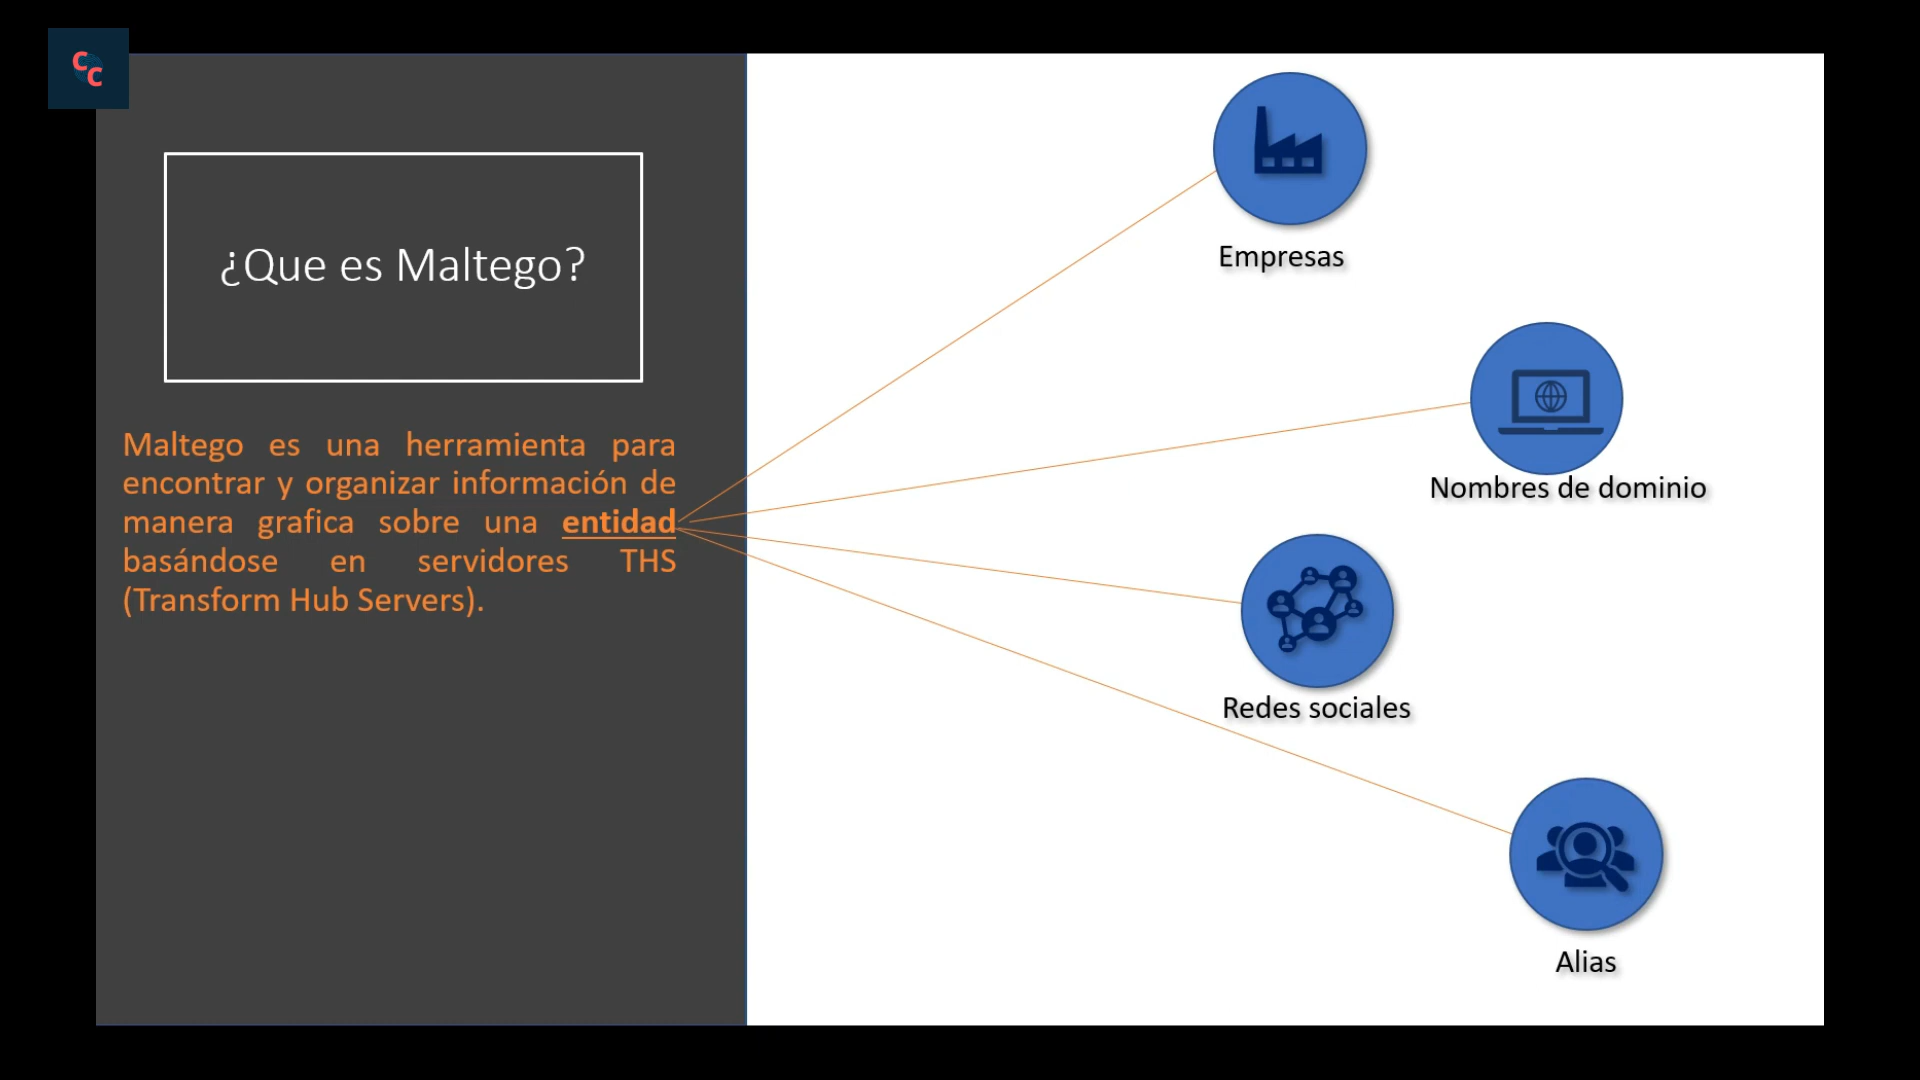 CC
¿Que es Maltego?
Maltego es una herramienta para
encontrar y organizar información de
manera grafica sobre una entidad
basándose en servidores THS
(Transform Hub Servers).
Empresas
Nombres de dominio
Redes sociales
Alias